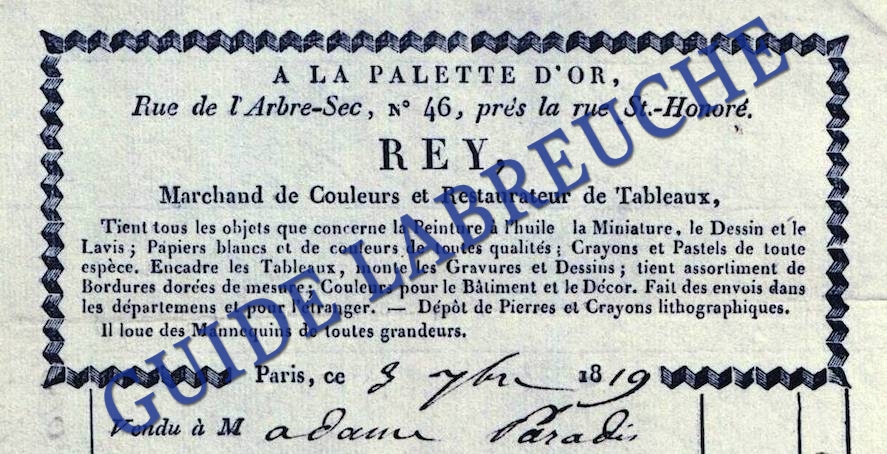 A LA PALETTE D'OR,
Rue de l'Arbre-Sec, N° 46, prés la rue St.-Honoré.
REY,
Marchand de Couleurs et Restaurateur de Tableaux,
Tient tous les objets que concerne la Peinture à l'huile la Miniature, le Dessin et le
Lavis; Papiers blancs et de couleurs de toutes qualités; Crayons et Pastels de toute
espèce. Encadre les Tableaux, monte les Gravures et Dessins; tient assortiment de
Bordures dorées de mesure; Couleurs pour le Bâtiment et le Décor. Fait des envois dans
les départemens et pour l'étranger. — Dépôt de Pierres et Crayons lithographiques.
Il loue des Mannequins de toutes grandeurs.
Paris, ce 3 7bre 1819
Vendu à Madame Paradis
GUIDE LABREUCHE